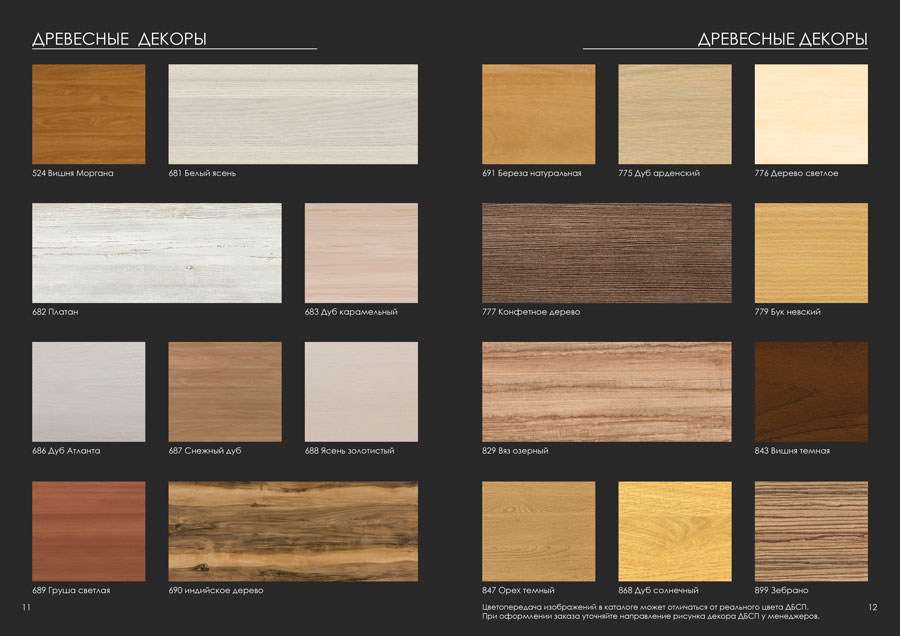 ДРЕВЕСНЫЕ ДЕКОРЫ
524 Вишня Моргана
681 Белый ясень
682 Платан
683 Дуб карамельный
686 Дуб Атланта
687 Снежный дуб
688 Ясень золотистый
689 Груша светлая
690 индийское дерево
11
ДРЕВЕСНЫЕ ДЕКОРЫ
691 Береза натуральная
775 Дуб арденский
776 Дерево светлое
777 Конфетное дерево
779 Бук невский
829 Вяз озерный
843 Вишня темная
847 Орех темный
868 Дуб солнечный
899 Зебрано
Цветопередача изображений в каталоге может отличаться от реального цвета ДБСП.
При оформлении заказа уточняйте направление рисунка декора ДБСП у менеджеров.
12